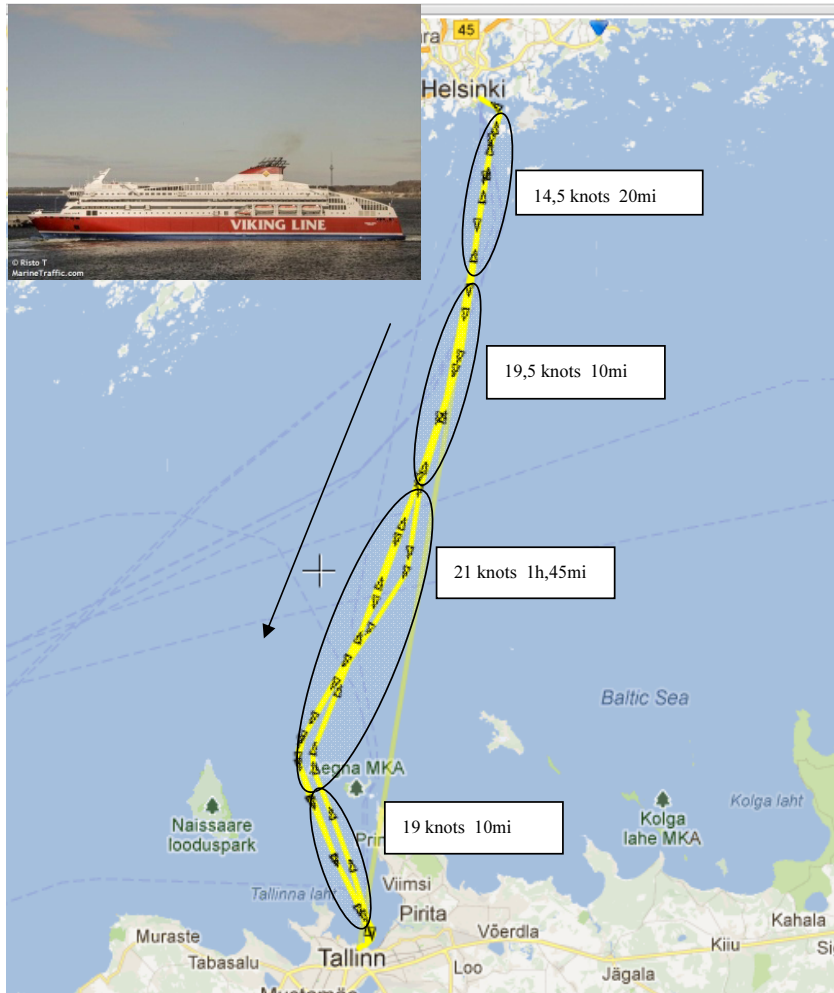 45
Helsinki
VIKING LINE
© Risto T
MarineTraffic.com
14,5 knots 20mi
19,5 knots 10mi
21 knots 1h,45mi
Baltic Sea
Naissaare
looduspark
19 knots 10mi
Kolga
lahe MKA
Kolga laht
Tallinna laht
Viimsi
Pirita
Muraste
Tabasalu
Tallinn
Loo
Võerdla
Jägala
Kiiu
Kahala